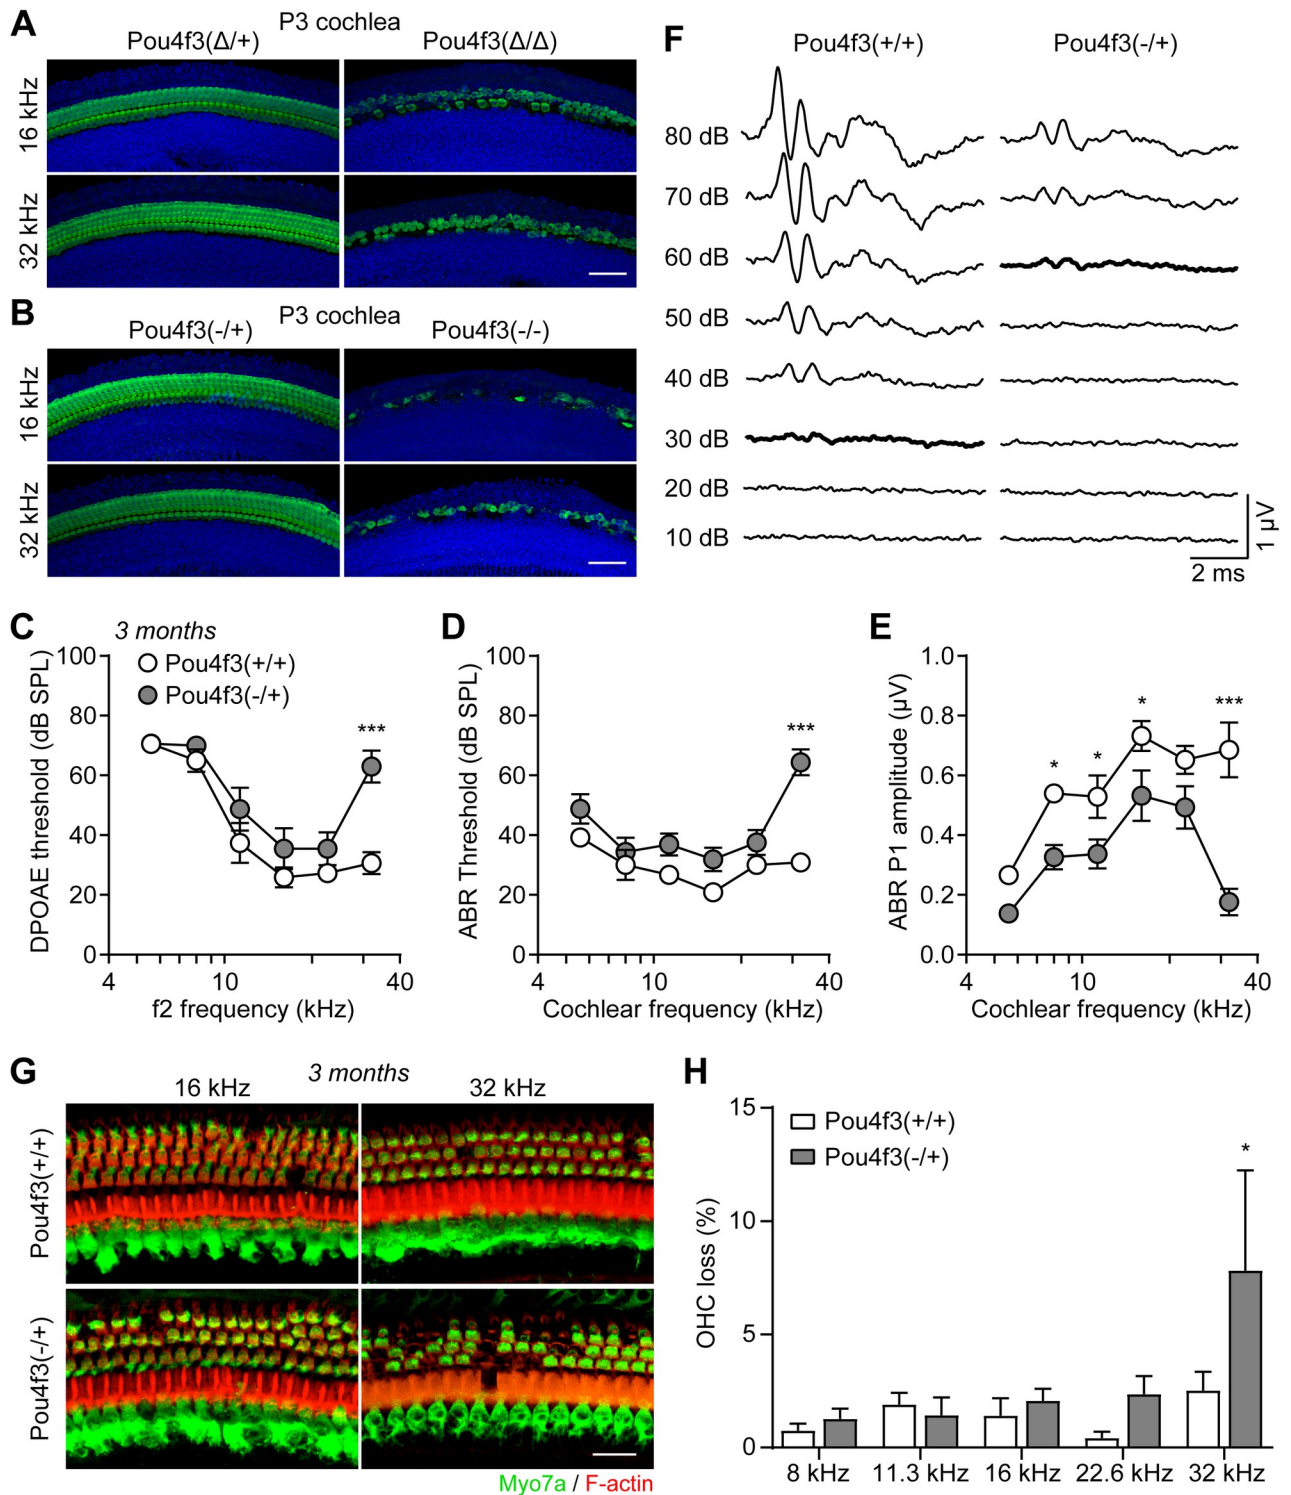 A
P3 cochlea
Pou4f3(Δ/+)
Pou4f3(Δ/Δ)
16 kHz
32 kHz
B
P3 cochlea
Pou4f3(-/+)
Pou4f3(-/-)
16 kHz
32 kHz
F
Pou4f3(+/+)
Pou4f3(-/+)
80 dB
70 dB
60 dB
50 dB
40 dB
30 dB
20 dB
10 dB
1 µV
2 ms
C
3 months
Pou4f3(+/+)
Pou4f3(-/+)
DPOAE threshold (dB SPL)
100
80
60
40
20
0
***
4
10
40
f2 frequency (kHz)
D
ABR Threshold (dB SPL)
100
80
60
40
20
0
***
4
10
40
Cochlear frequency (kHz)
E
ABR P1 amplitude (µV)
1.0
0.8
0.6
0.4
0.2
0.0
*
*
*
***
4
10
40
Cochlear frequency (kHz)
G
3 months
16 kHz
32 kHz
Pou4f3(+/+)
Pou4f3(-/+)
Myo7a / F-actin
H
Pou4f3(+/+)
Pou4f3(-/+)
OHC loss (%)
15
10
5
0
*
8 kHz
11.3 kHz
16 kHz
22.6 kHz
32 kHz